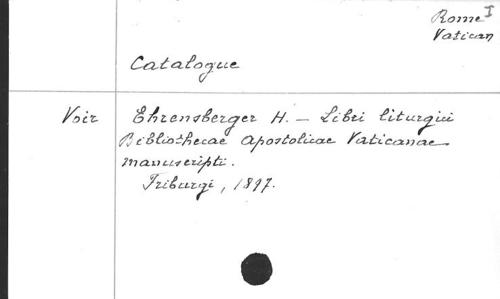 Rome I
Vatican
Catalogue
Voir Ehrensberger H. — Libri liturgici
Bibliothecae Apostolicae Vaticanae
manuscripti.
Friburgi, 1897.